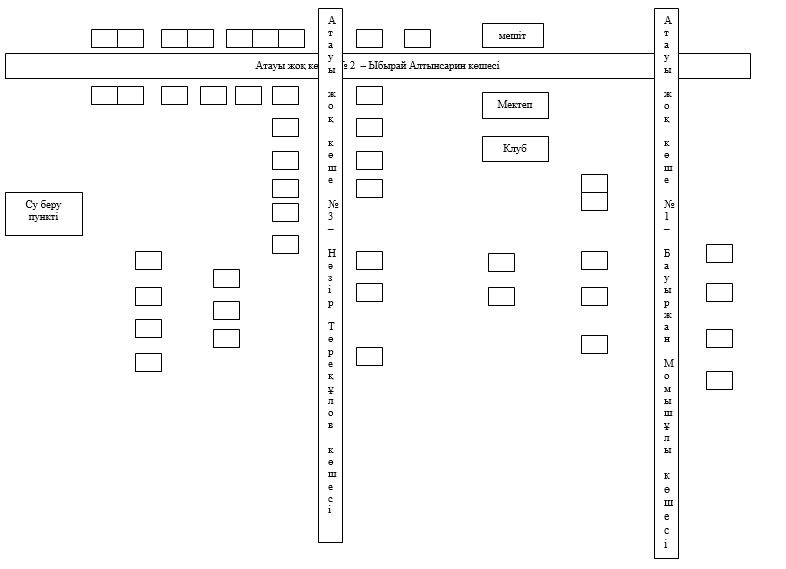 мешіт
Атауы жоқ көше № 2 – Ыбырай Алтынсарин көшесі
Мектеп
Клуб
Су беру
пункті
Атауы жоқ көше № 3 – Нәзір Төреқұлов көшесі
Атауы жоқ көше № 1 – Бауыржан Момышұлы көшесі